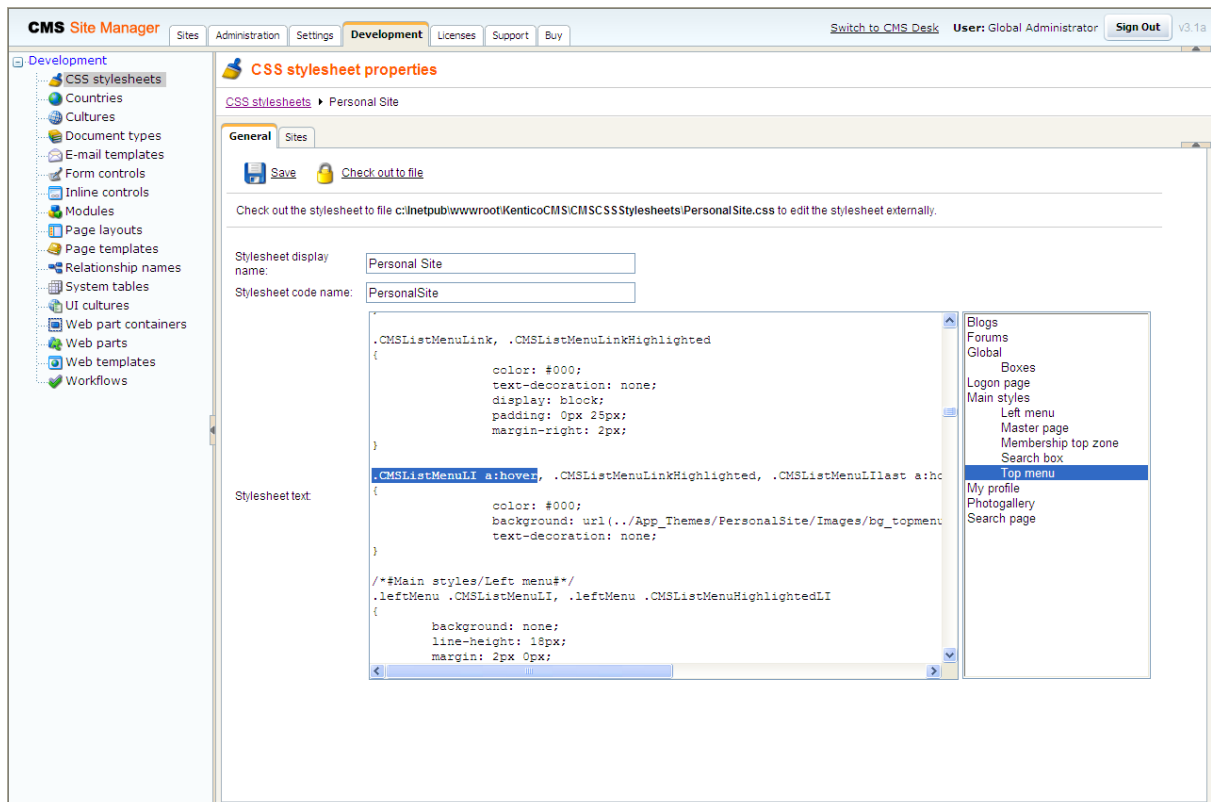 CMS Site Manager
Sites Administration Settings Development Licenses Support Buy
Switch to CMS Desk User: Global Administrator Sign Out v3.1a
Development
CSS stylesheets
Countries
Cultures
Document types
E-mail templates
Form controls
Inline controls
Modules
Page layouts
Page templates
Relationship names
System tables
UI cultures
Web part containers
Web parts
Web templates
Workflows
CSS stylesheet properties
CSS stylesheets Personal Site
General Sites
Save Check out to file
Check out the stylesheet to file c:\Inetpub\wwwroot\KenticoCMS\CMSCSSStylesheets\PersonalSite.css to edit the stylesheet externally.
Stylesheet display
name:
Personal Site
Stylesheet code name: PersonalSite
Stylesheet text:
.CMSListMenuLink, .CMSListMenuLinkHighlighted
{
color: #000;
text-decoration: none;
display: block;
padding: 0px 25px;
margin-right: 2px;
}
.CMSListMenuLI a:hover, .CMSListMenuLinkHighlighted, .CMSListMenuLIlast a:ho
{
color: #000;
background: url(../App_Themes/PersonalSite/Images/bg_topmenu
text-decoration: none;
}
/*#Main styles/Left menu#*/
.leftMenu .CMSListMenuLI, .leftMenu .CMSListMenuHighlightedLI
{
background: none;
line-height: 18px;
margin: 2px 0px;
Blogs
Forums
Global
Boxes
Logon page
Main styles
Left menu
Master page
Membership top zone
Search box
Top menu
My profile
Photogallery
Search page